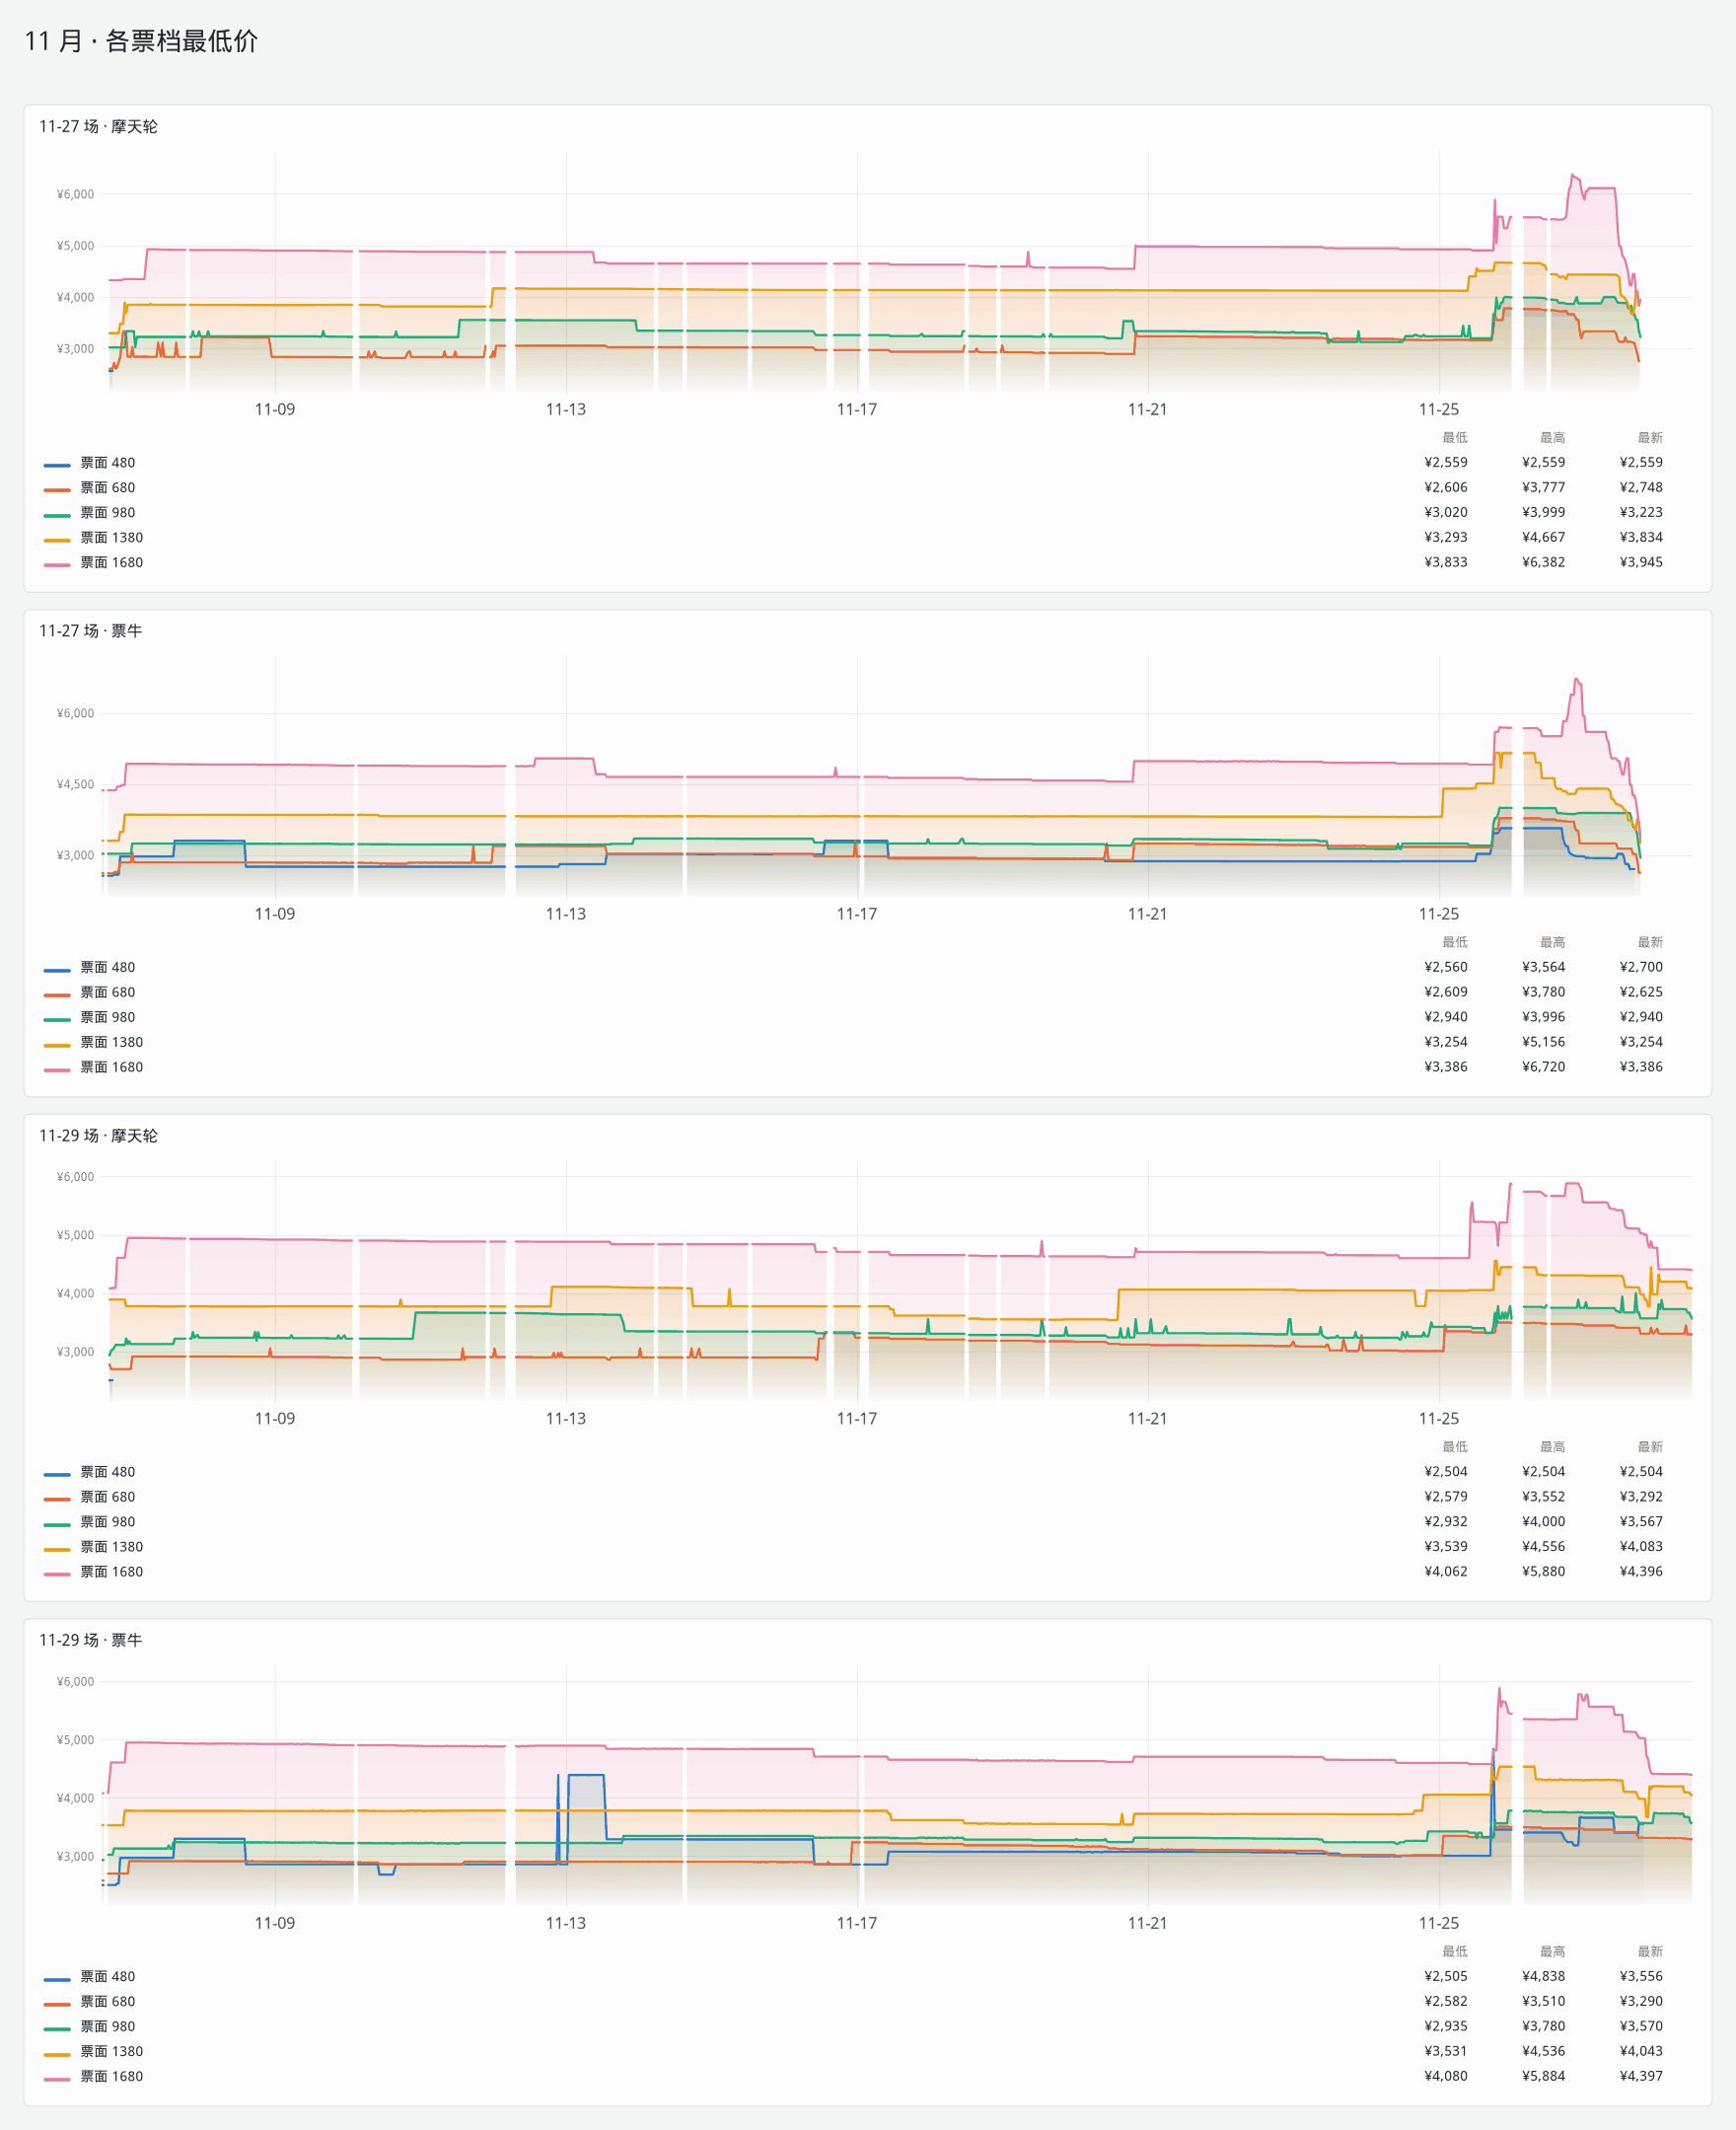 11 月 · 各票档最低价
11-27 场 · 摩天轮
¥6,000
¥5,000
¥4,000
¥3,000
11-09 11-13 11-17 11-21 11-25
最低 最高 最新
票面 480 ¥2,559 ¥2,559 ¥2,559
票面 680 ¥2,606 ¥3,777 ¥2,748
票面 980 ¥3,020 ¥3,999 ¥3,223
票面 1380 ¥3,293 ¥4,667 ¥3,834
票面 1680 ¥3,833 ¥6,382 ¥3,945
11-27 场 · 票牛
¥6,000
¥4,500
¥3,000
11-09 11-13 11-17 11-21 11-25
最低 最高 最新
票面 480 ¥2,560 ¥3,564 ¥2,700
票面 680 ¥2,609 ¥3,780 ¥2,625
票面 980 ¥2,940 ¥3,996 ¥2,940
票面 1380 ¥3,254 ¥5,156 ¥3,254
票面 1680 ¥3,386 ¥6,720 ¥3,386
11-29 场 · 摩天轮
¥6,000
¥5,000
¥4,000
¥3,000
11-09 11-13 11-17 11-21 11-25
最低 最高 最新
票面 480 ¥2,504 ¥2,504 ¥2,504
票面 680 ¥2,579 ¥3,552 ¥3,292
票面 980 ¥2,932 ¥4,000 ¥3,567
票面 1380 ¥3,539 ¥4,556 ¥4,083
票面 1680 ¥4,062 ¥5,880 ¥4,396
11-29 场 · 票牛
¥6,000
¥5,000
¥4,000
¥3,000
11-09 11-13 11-17 11-21 11-25
最低 最高 最新
票面 480 ¥2,505 ¥4,838 ¥3,556
票面 680 ¥2,582 ¥3,510 ¥3,290
票面 980 ¥2,935 ¥3,780 ¥3,570
票面 1380 ¥3,531 ¥4,536 ¥4,043
票面 1680 ¥4,080 ¥5,884 ¥4,397